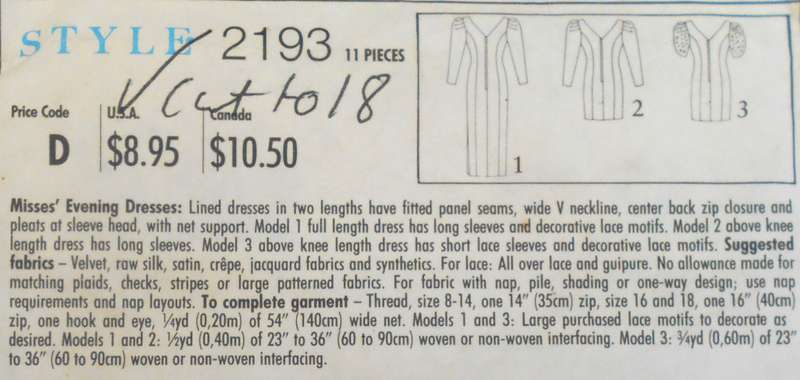 STYLE 2193 11 PIECES
✓ Cut to 18
Price Code U.S.A. Canada
D $8.95 $10.50
1 2 3
Misses' Evening Dresses: Lined dresses in two lengths have fitted panel seams, wide V neckline, center back zip closure and
pleats at sleeve head, with net support. Model 1 full length dress has long sleeves and decorative lace motifs. Model 2 above knee
length dress has long sleeves. Model 3 above knee length dress has short lace sleeves and decorative lace motifs. Suggested
fabrics – Velvet, raw silk, satin, crêpe, jacquard fabrics and synthetics. For lace: All over lace and guipure. No allowance made for
matching plaids, checks, stripes or large patterned fabrics. For fabric with nap, pile, shading or one-way design; use nap
requirements and nap layouts. To complete garment – Thread, size 8-14, one 14" (35cm) zip, size 16 and 18, one 16" (40cm)
zip, one hook and eye, ¼yd (0,20m) of 54" (140cm) wide net. Models 1 and 3: Large purchased lace motifs to decorate as
desired. Models 1 and 2: ½yd (0,40m) of 23" to 36" (60 to 90cm) woven or non-woven interfacing. Model 3: ¾yd (0,60m) of 23"
to 36" (60 to 90cm) woven or non-woven interfacing.